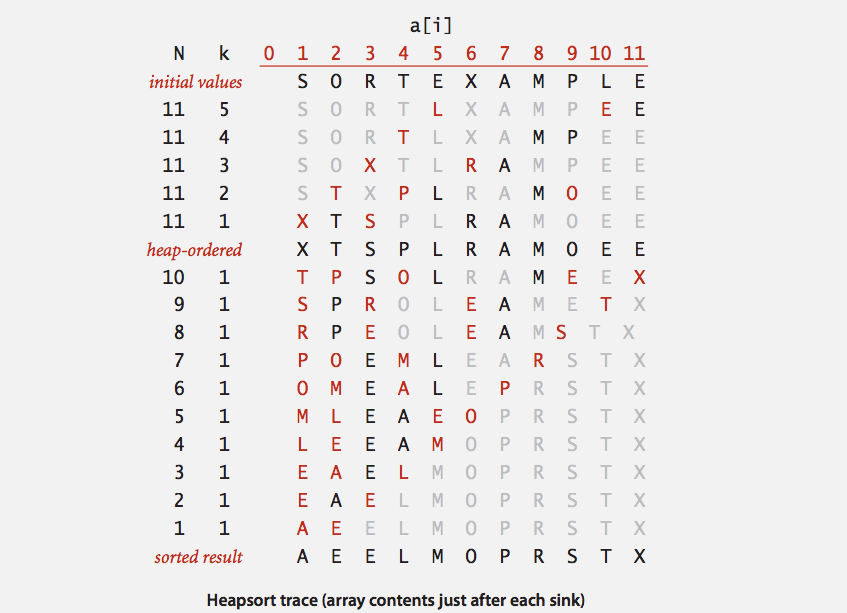 a[i]
N k 0 1 2 3 4 5 6 7 8 9 10 11
initial values S O R T E X A M P L E
11 5 S O R T L X A M P E E
11 4 S O R T L X A M P E E
11 3 S O X T L R A M P E E
11 2 S T X P L R A M O E E
11 1 X T S P L R A M O E E
heap-ordered X T S P L R A M O E E
10 1 T P S O L R A M E E X
9 1 S P R O L E A M E T X
8 1 R P E O L E A M S T X
7 1 P O E M L E A R S T X
6 1 O M E A L E P R S T X
5 1 M L E A E O P R S T X
4 1 L E E A M O P R S T X
3 1 E A E L M O P R S T X
2 1 E A E L M O P R S T X
1 1 A E E L M O P R S T X
sorted result A E E L M O P R S T X
Heapsort trace (array contents just after each sink)